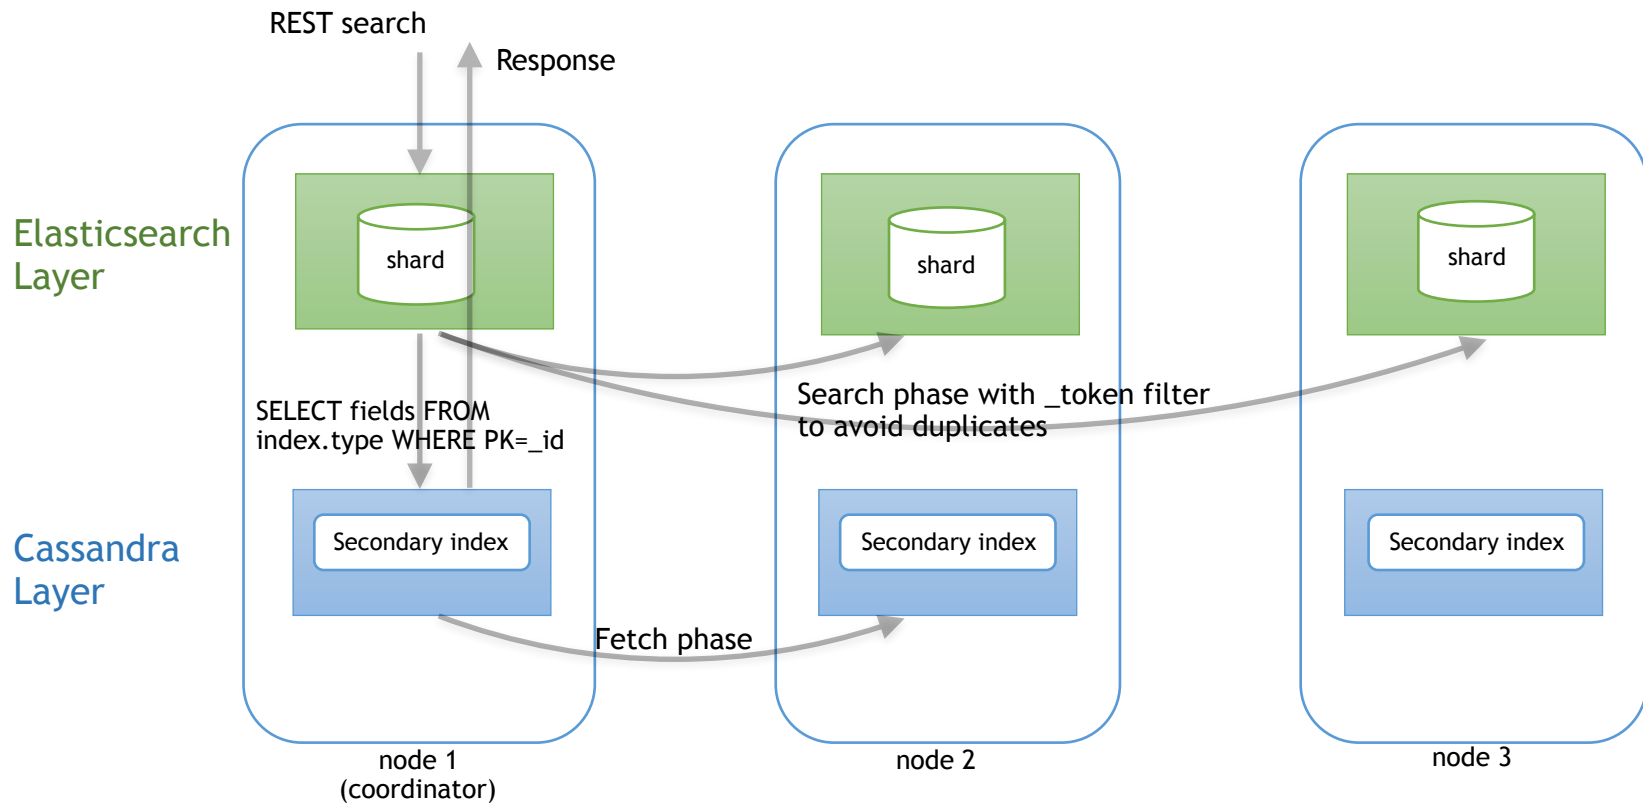 REST search
Response
Elasticsearch
Layer
shard
shard
shard
SELECT fields FROM
index.type WHERE PK=_id
Search phase with _token filter
to avoid duplicates
Cassandra
Layer
Secondary index
Secondary index
Secondary index
Fetch phase
node 1
(coordinator)
node 2
node 3